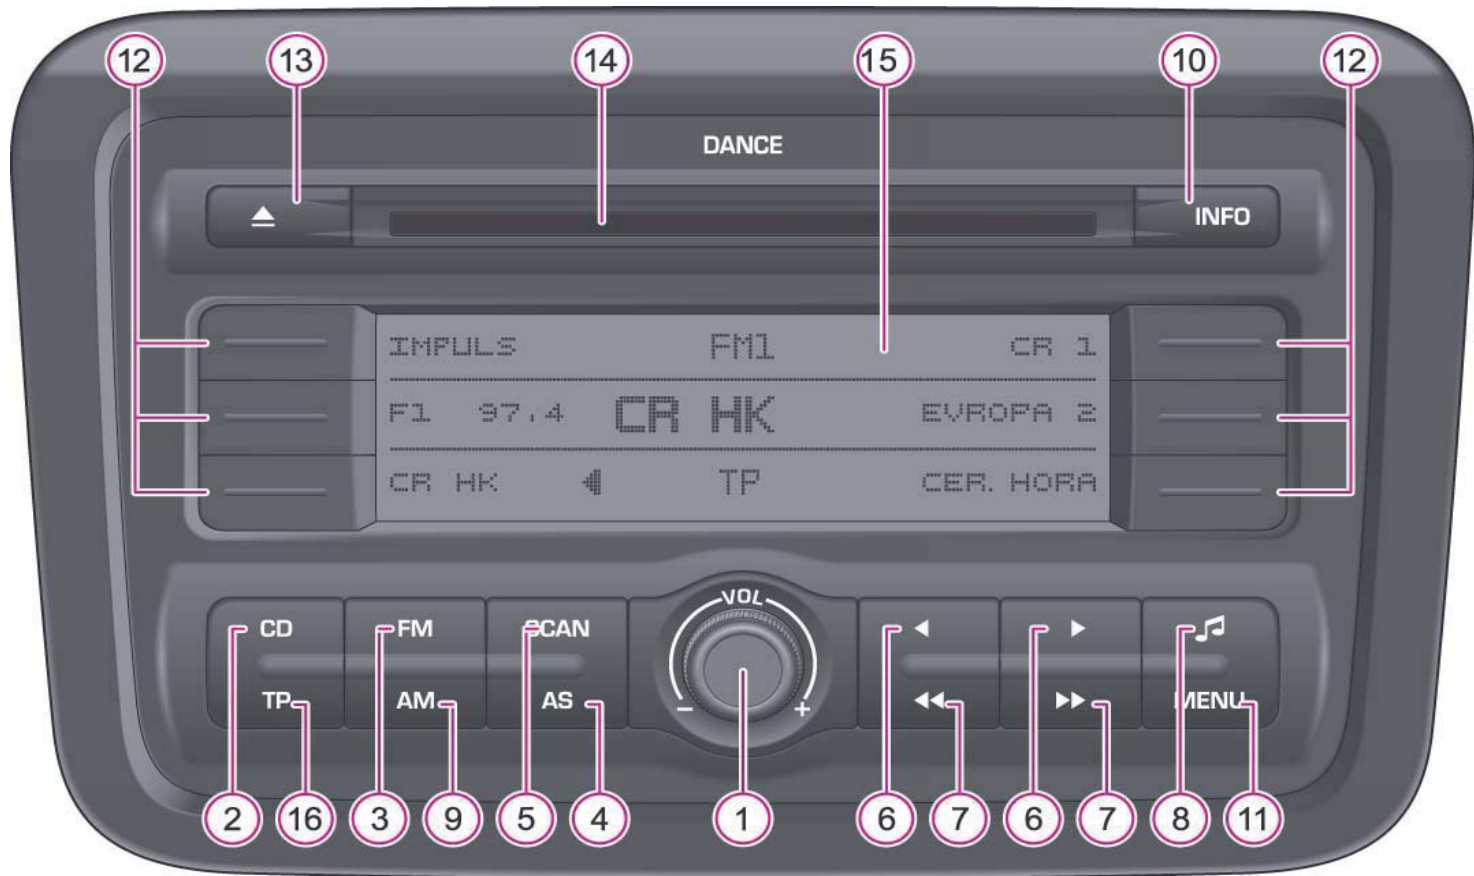 12 13 14 15 10 12
DANCE
INFO
IMPULS FM1 CR 1
F1 97.4 CR HK EVROPA 2
CR HK TP CER. HORA
VOL
CD FM SCAN
- +
TP AM AS MENU
2 16 3 9 5 4 1 6 7 6 7 8 11